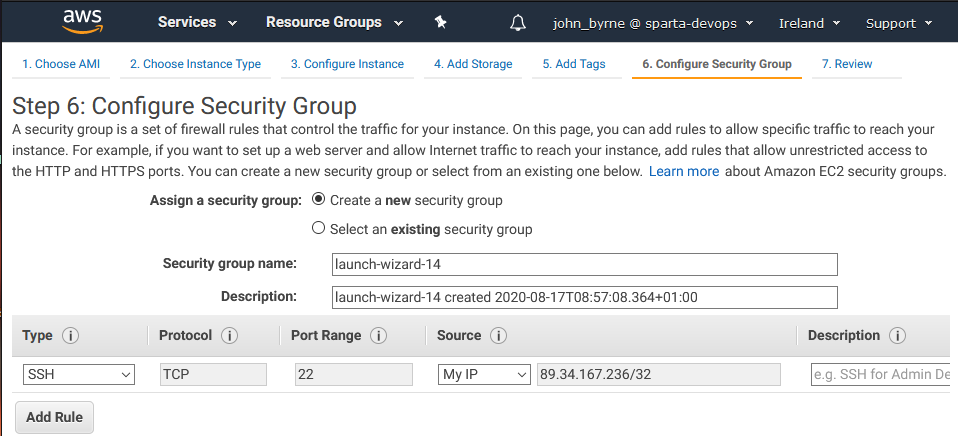 aws Services Resource Groups john_byrne @ sparta-devops Ireland Support
1. Choose AMI 2. Choose Instance Type 3. Configure Instance 4. Add Storage 5. Add Tags 6. Configure Security Group 7. Review
Step 6: Configure Security Group
A security group is a set of firewall rules that control the traffic for your instance. On this page, you can add rules to allow specific traffic to reach your
instance. For example, if you want to set up a web server and allow Internet traffic to reach your instance, add rules that allow unrestricted access to
the HTTP and HTTPS ports. You can create a new security group or select from an existing one below. Learn more about Amazon EC2 security groups.
Assign a security group: Create a new security group
Select an existing security group
Security group name: launch-wizard-14
Description: launch-wizard-14 created 2020-08-17T08:57:08.364+01:00
Type i Protocol i Port Range i Source i Description i
SSH TCP 22 My IP 89.34.167.236/32 e.g. SSH for Admin De
Add Rule